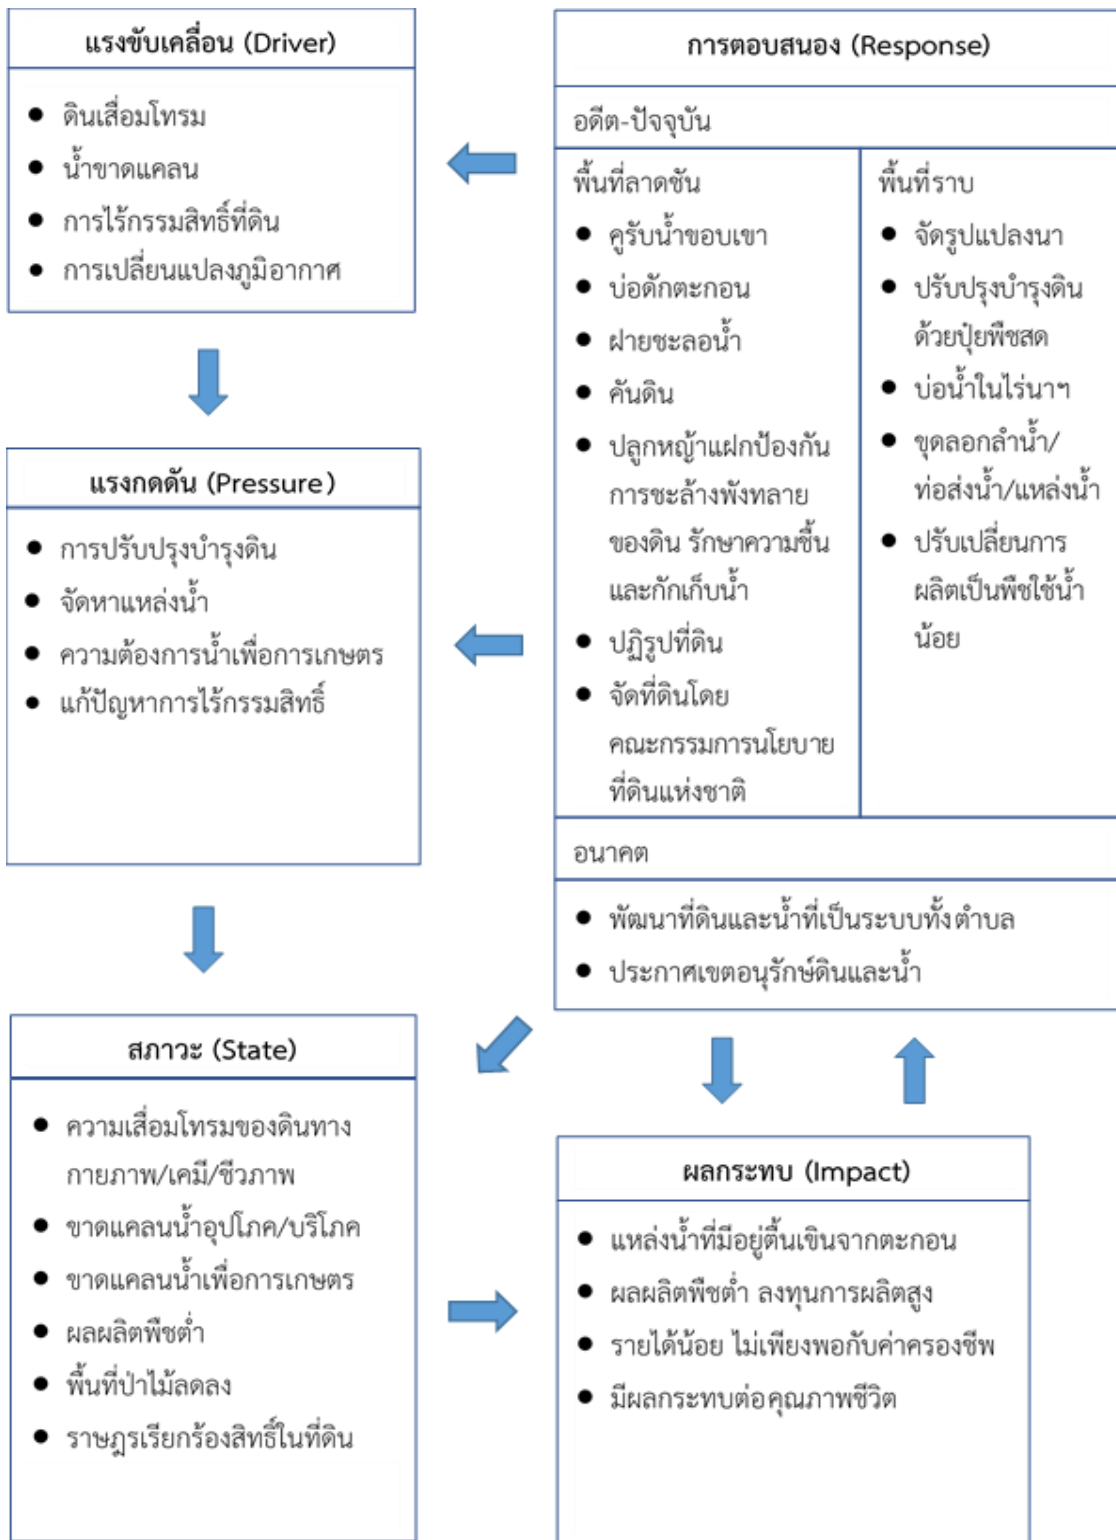 แรงขับเคลื่อน (Driver)
● ดินเสื่อมโทรม
● น้ำขาดแคลน
● การไร้กรรมสิทธิ์ที่ดิน
● การเปลี่ยนแปลงภูมิอากาศ
แรงกดดัน (Pressure)
● การปรับปรุงบำรุงดิน
● จัดหาแหล่งน้ำ
● ความต้องการน้ำเพื่อการเกษตร
● แก้ปัญหาการไร้กรรมสิทธิ์
สภาวะ (State)
● ความเสื่อมโทรมของดินทาง
กายภาพ/เคมี/ชีวภาพ
● ขาดแคลนน้ำอุปโภค/บริโภค
● ขาดแคลนน้ำเพื่อการเกษตร
● ผลผลิตพืชต่ำ
● พื้นที่ป่าไม้ลดลง
● ราษฎรเรียกร้องสิทธิ์ในที่ดิน
การตอบสนอง (Response)
อดีต-ปัจจุบัน
พื้นที่ลาดชัน
● คูรับน้ำขอบเขา
● บ่อดักตะกอน
● ฝายชะลอน้ำ
● คันดิน
● ปลูกหญ้าแฝกป้องกัน
การชะล้างพังทลาย
ของดิน รักษาความชื้น
และกักเก็บน้ำ
● ปฏิรูปที่ดิน
● จัดที่ดินโดย
คณะกรรมการนโยบาย
ที่ดินแห่งชาติ
พื้นที่ราบ
● จัดรูปแปลงนา
● ปรับปรุงบำรุงดิน
ด้วยปุ๋ยพืชสด
● บ่อน้ำในไร่นาฯ
● ขุดลอกลำน้ำ/
ท่อส่งน้ำ/แหล่งน้ำ
● ปรับเปลี่ยนการ
ผลิตเป็นพืชใช้น้ำ
น้อย
อนาคต
● พัฒนาที่ดินและน้ำที่เป็นระบบทั้งตำบล
● ประกาศเขตอนุรักษ์ดินและน้ำ
ผลกระทบ (Impact)
● แหล่งน้ำที่มีอยู่ตื้นเขินจากตะกอน
● ผลผลิตพืชต่ำ ลงทุนการผลิตสูง
● รายได้น้อย ไม่เพียงพอกับค่าครองชีพ
● มีผลกระทบต่อคุณภาพชีวิต